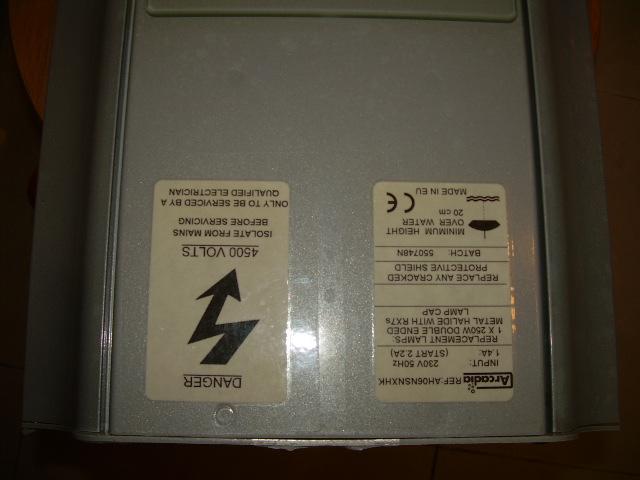 DANGER
4500 VOLTS
ISOLATE FROM MAINS
BEFORE SERVICING
ONLY TO BE SERVICED BY A
QUALIFIED ELECTRICIAN
Arcadia REF:AH06NSNXHK
INPUT: 230V 50Hz
1.4A: (START 2.2A)
REPLACEMENT LAMPS:
1 X 250W DOUBLE ENDED
METAL HALIDE WITH RX7s
LAMP CAP
REPLACE ANY CRACKED
PROTECTIVE SHIELD
BATCH: 550748N
MINIMUM HEIGHT
OVER WATER
20 cm
CE
MADE IN EU